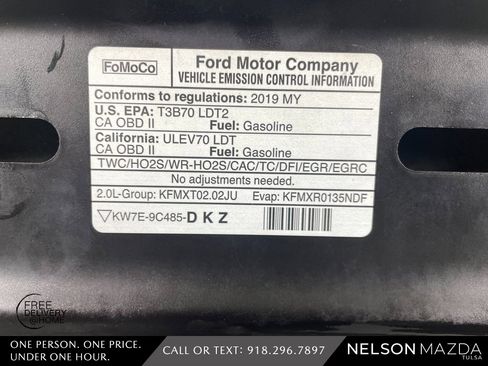 FoMoCo
Ford Motor Company
VEHICLE EMISSION CONTROL INFORMATION
Conforms to regulations: 2019 MY
U.S. EPA: T3B70 LDT2
CA OBD II Fuel: Gasoline
California: ULEV70 LDT
CA OBD II Fuel: Gasoline
TWC/HO2S/WR-HO2S/CAC/TC/DFI/EGR/EGRC
No adjustments needed.
2.0L-Group: KFMXT02.02JU Evap: KFMXR0135NDF
KW7E-9C485-DKZ
FREE
DELIVERY
@HOME
ONE PERSON. ONE PRICE.
UNDER ONE HOUR.
CALL OR TEXT: 918.296.7897
NELSON MAZDA
TULSA